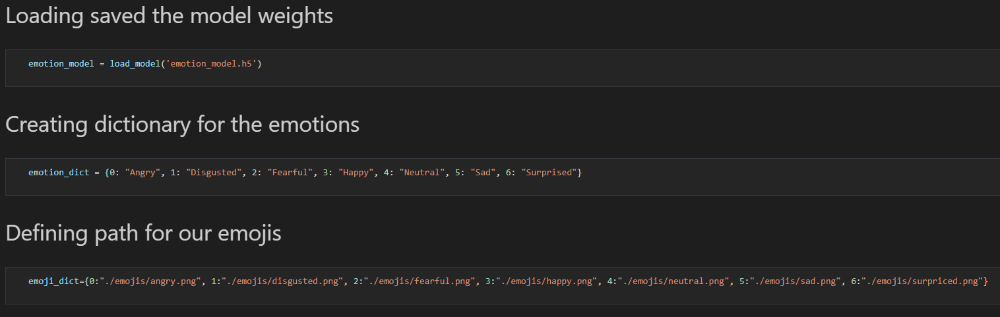 Loading saved the model weights
emotion_model = load_model('emotion_model.h5')
Creating dictionary for the emotions
emotion_dict = {0: "Angry", 1: "Disgusted", 2: "Fearful", 3: "Happy", 4: "Neutral", 5: "Sad", 6: "Surprised"}
Defining path for our emojis
emoji_dict={0:"./emojis/angry.png", 1:"./emojis/disgusted.png", 2:"./emojis/fearful.png", 3:"./emojis/happy.png", 4:"./emojis/neutral.png", 5:"./emojis/sad.png", 6:"./emojis/surpriced.png"}